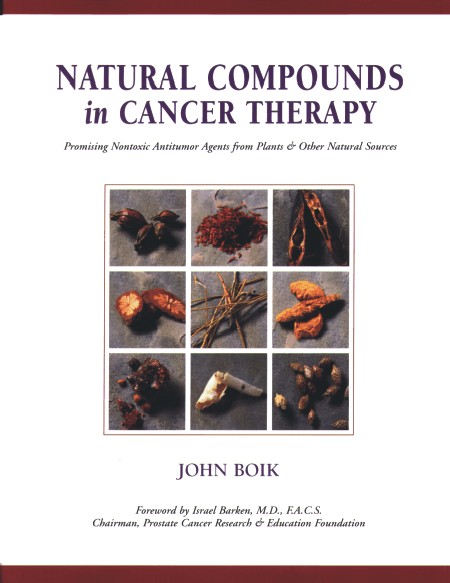 NATURAL COMPOUNDS
in CANCER THERAPY
Promising Nontoxic Antitumor Agents from Plants & Other Natural Sources
JOHN BOIK
Foreword by Israel Barken, M.D., F.A.C.S.
Chairman, Prostate Cancer Research & Education Foundation